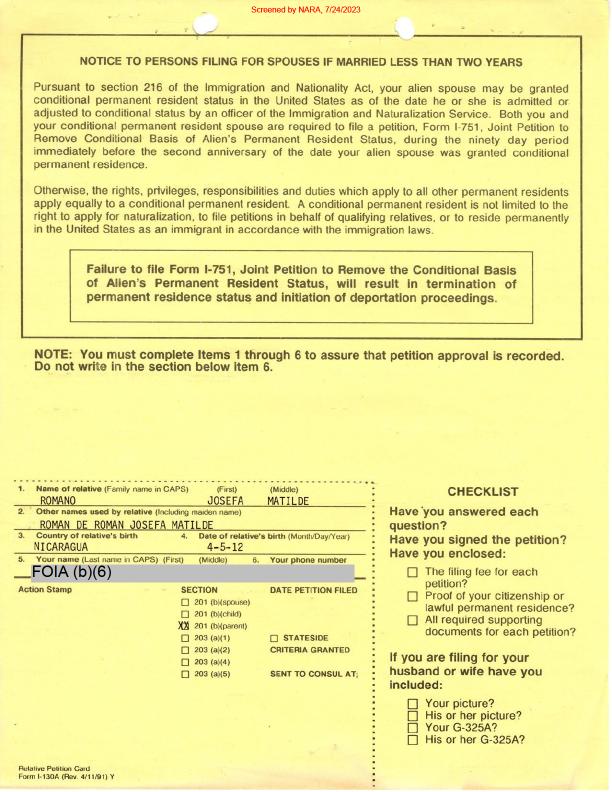 Screened by NARA, 7/24/2023
NOTICE TO PERSONS FILING FOR SPOUSES IF MARRIED LESS THAN TWO YEARS
Pursuant to section 216 of the Immigration and Nationality Act, your alien spouse may be granted
conditional permanent resident status in the United States as of the date he or she is admitted or
adjusted to conditional status by an officer of the Immigration and Naturalization Service. Both you and
your conditional permanent resident spouse are required to file a petition, Form I-751, Joint Petition to
Remove Conditional Basis of Alien's Permanent Resident Status, during the ninety day period
immediately before the second anniversary of the date your alien spouse was granted conditional
permanent residence.
Otherwise, the rights, privileges, responsibilities and duties which apply to all other permanent residents
apply equally to a conditional permanent resident. A conditional permanent resident is not limited to the
right to apply for naturalization, to file petitions in behalf of qualifying relatives, or to reside permanently
in the United States as an immigrant in accordance with the immigration laws.
Failure to file Form I-751, Joint Petition to Remove the Conditional Basis
of Alien's Permanent Resident Status, will result in termination of
permanent residence status and initiation of deportation proceedings.
NOTE: You must complete Items 1 through 6 to assure that petition approval is recorded.
Do not write in the section below item 6.
1. Name of relative (Family name in CAPS) (First) (Middle)
ROMANO JOSEFA MATILDE
2. Other names used by relative (Including maiden name)
ROMAN DE ROMAN JOSEFA MATILDE
3. Country of relative's birth 4. Date of relative's birth (Month/Day/Year)
NICARAGUA 4-5-12
5. Your name (Last name in CAPS) (First) (Middle) 6. Your phone number
FOIA (b)(6)
Action Stamp SECTION DATE PETITION FILED
201 (b)(spouse)
201 (b)(child)
XX 201 (b)(parent)
203 (a)(1) STATESIDE
203 (a)(2) CRITERIA GRANTED
203 (a)(4)
203 (a)(5) SENT TO CONSUL AT:
CHECKLIST
Have you answered each
question?
Have you signed the petition?
Have you enclosed:
The filing fee for each
petition?
Proof of your citizenship or
lawful permanent residence?
All required supporting
documents for each petition?
If you are filing for your
husband or wife have you
included:
Your picture?
His or her picture?
Your G-325A?
His or her G-325A?
Relative Petition Card
Form I-130A (Rev. 4/11/91) Y